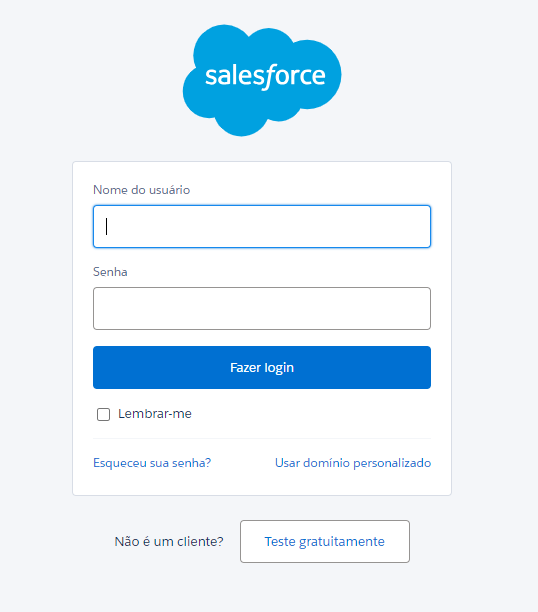 salesforce
Nome do usuário
Senha
Fazer login
Lembrar-me
Esqueceu sua senha? Usar domínio personalizado
Não é um cliente? Teste gratuitamente